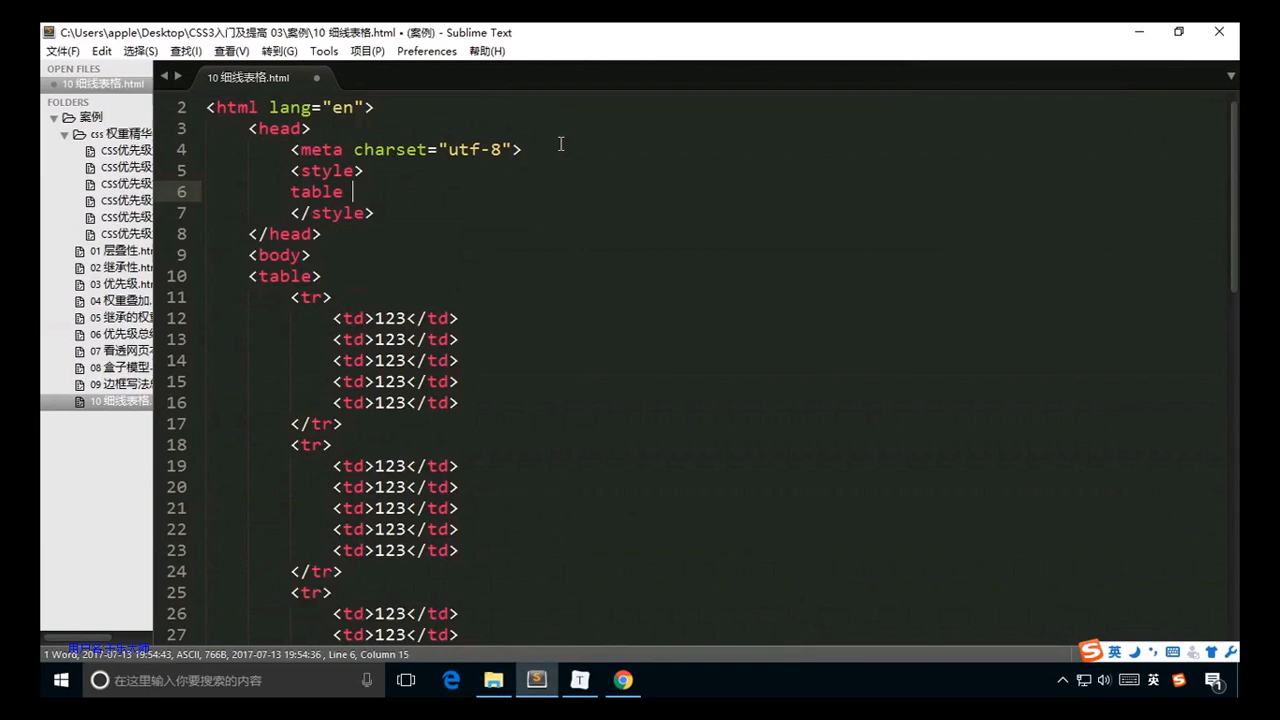 C:\Users\apple\Desktop\CSS3入门及提高 03\案例\10 细线表格.html • (案例) - Sublime Text
文件(F) Edit 选择(S) 查找(I) 查看(V) 转到(G) Tools 项目(P) Preferences 帮助(H)
OPEN FILES
10 细线表格.html
FOLDERS
案例
css 权重精华
CSS优先级
CSS优先级
CSS优先级
CSS优先级
CSS优先级
CSS优先级
01 层叠性.htm
02 继承性.htm
03 优先级.html
04 权重叠加.
05 继承的权
06 优先级总结
07 看透网页本
08 盒子模型.
09 边框写法总
10 细线表格.
10 细线表格.html
2 <html lang="en">
3 <head>
4 <meta charset="utf-8">
5 <style>
6 table
7 </style>
8 </head>
9 <body>
10 <table>
11 <tr>
12 <td>123</td>
13 <td>123</td>
14 <td>123</td>
15 <td>123</td>
16 <td>123</td>
17 </tr>
18 <tr>
19 <td>123</td>
20 <td>123</td>
21 <td>123</td>
22 <td>123</td>
23 <td>123</td>
24 </tr>
25 <tr>
26 <td>123</td>
27 <td>123</td>
1 Word, 2017-07-13 19:54:43, ASCII, 766B, 2017-07-13 19:54:36, Line 6, Column 15
英
在这里输入你要搜索的内容
英
1